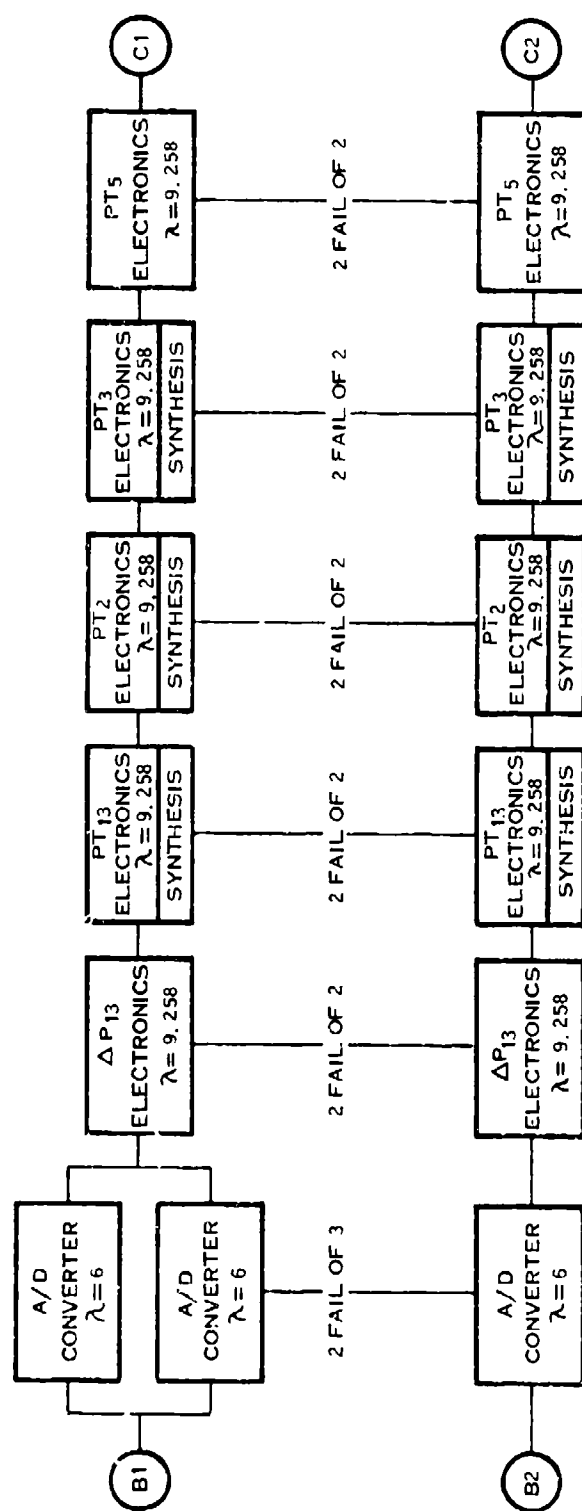 B1
A/D
CONVERTER
λ=6
A/D
CONVERTER
λ=6
Δ P13
ELECTRONICS
λ=9.258
PT13
ELECTRONICS
λ=9.258
SYNTHESIS
PT2
ELECTRONICS
λ=9.258
SYNTHESIS
PT3
ELECTRONICS
λ=9.258
SYNTHESIS
PT5
ELECTRONICS
λ=9.258
C1
2 FAIL OF 3
2 FAIL OF 2
2 FAIL OF 2
2 FAIL OF 2
2 FAIL OF 2
2 FAIL OF 2
B2
A/D
CONVERTER
λ=6
ΔP13
ELECTRONICS
λ=9.258
PT13
ELECTRONICS
λ=9.258
SYNTHESIS
PT2
ELECTRONICS
λ=9.258
SYNTHESIS
PT3
ELECTRONICS
λ=9.258
SYNTHESIS
PT5
ELECTRONICS
λ=9.258
C2